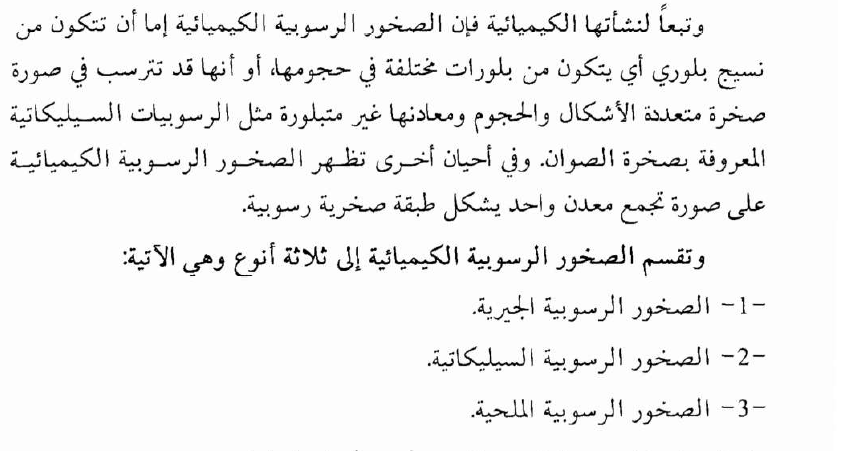 وتبعاً لنشأتها الكيميائية فإن الصخور الرسوبية الكيميائية إما أن تتكون من
نسيج بلوري أي يتكون من بلورات مختلفة في حجومها، أو أنها قد تترسب في صورة
صخرة متعددة الأشكال والحجوم ومعادنها غير متبلورة مثل الرسوبيات السيليكاتية
المعروفة بصخرة الصوان. وفي أحيان أخرى تظهر الصخور الرسوبية الكيميائية
على صورة تجمع معدن واحد يشكل طبقة صخرية رسوبية.
وتقسم الصخور الرسوبية الكيميائية إلى ثلاثة أنوع وهي الآتية:
-1- الصخور الرسوبية الجيرية.
-2- الصخور الرسوبية السيليكاتية.
-3- الصخور الرسوبية الملحية.